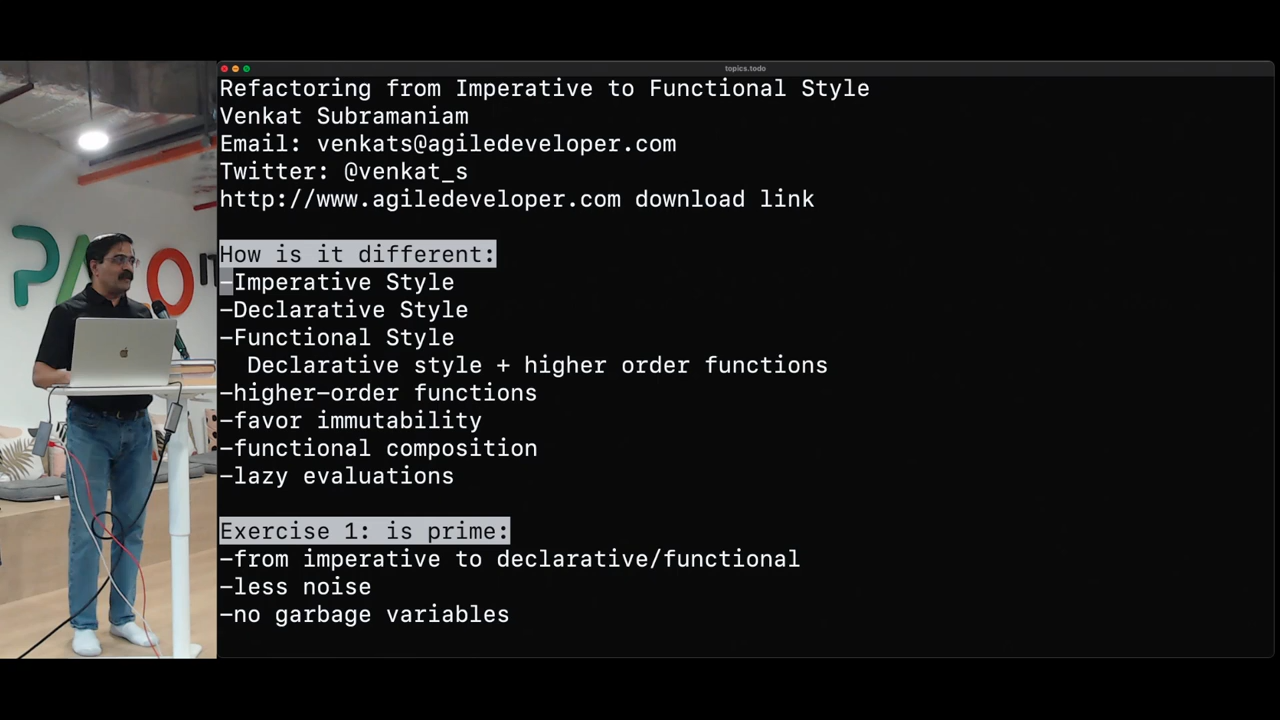 topics.todo
Refactoring from Imperative to Functional Style
Venkat Subramaniam
Email: venkats@agiledeveloper.com
Twitter: @venkat_s
http://www.agiledeveloper.com download link
How is it different:
-Imperative Style
-Declarative Style
-Functional Style
Declarative style + higher order functions
-higher-order functions
-favor immutability
-functional composition
-lazy evaluations
Exercise 1: is prime:
-from imperative to declarative/functional
-less noise
-no garbage variables